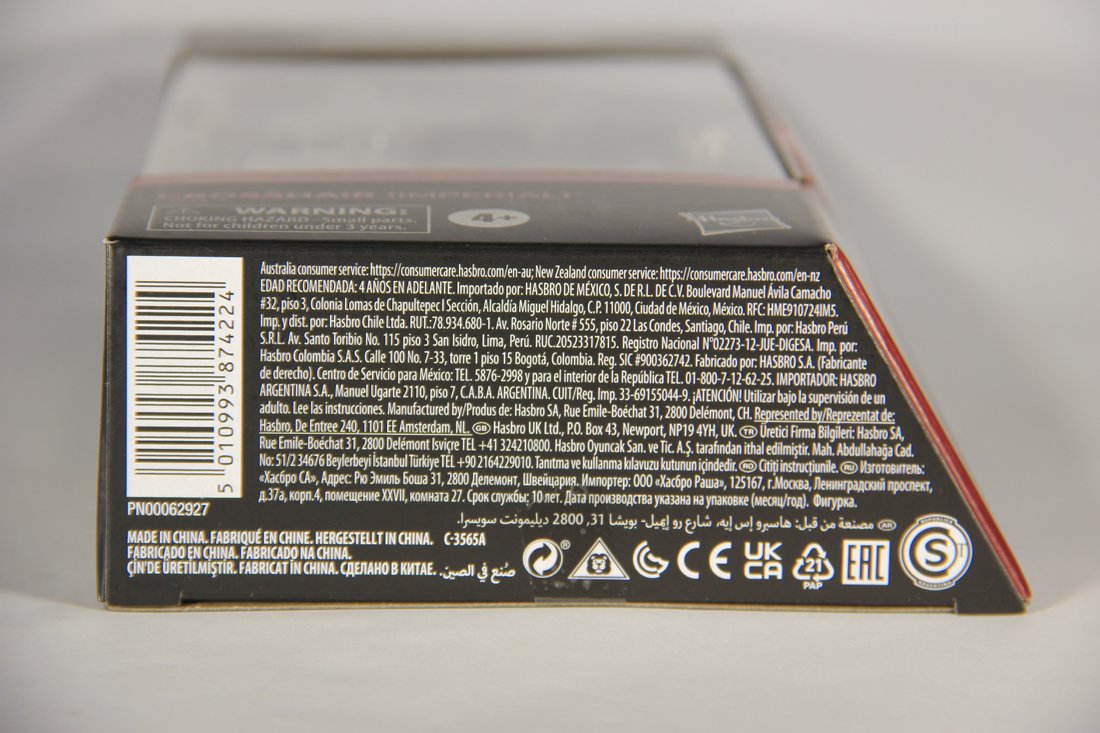 CROSSHAIR (IMPERIAL)
WARNING:
CHOKING HAZARD—Small parts.
Not for children under 3 years.
4+
Hasbro
Australia consumer service: https://consumercare.hasbro.com/en-au; New Zealand consumer service: https://consumercare.hasbro.com/en-nz
EDAD RECOMENDADA: 4 AÑOS EN ADELANTE. Importado por: HASBRO DE MÉXICO, S. DE R.L. DE C.V. Boulevard Manuel Ávila Camacho
#32, piso 3, Colonia Lomas de Chapultepec I Sección, Alcaldía Miguel Hidalgo, C.P. 11000, Ciudad de México, México. RFC: HME910724IM5.
Imp. y dist. por: Hasbro Chile Ltda. RUT.:78.934.680-1. Av. Rosario Norte # 555, piso 22 Las Condes, Santiago, Chile. Imp. por: Hasbro Perú
S.R.L. Av. Santo Toribio No. 115 piso 3 San Isidro, Lima, Perú. RUC.20523317815. Registro Nacional N°02273-12-JUE-DIGESA. Imp. por:
Hasbro Colombia S.A.S. Calle 100 No. 7-33, torre 1 piso 15 Bogotá, Colombia. Reg. SIC #900362742. Fabricado por: HASBRO S.A. (Fabricante
de derecho). Centro de Servicio para México: TEL. 5876-2998 y para el interior de la República TEL. 01-800-7-12-62-25. IMPORTADOR: HASBRO
ARGENTINA S.A., Manuel Ugarte 2110, piso 7, C.A.B.A. ARGENTINA. CUIT/Reg. Imp. 33-69155044-9. ¡ATENCIÓN! Utilizar bajo la supervisión de un
adulto. Lee las instrucciones. Manufactured by/Produs de: Hasbro SA, Rue Emile-Boéchat 31, 2800 Delémont, CH. Represented by/Reprezentat de:
Hasbro, De Entree 240, 1101 EE Amsterdam, NL. GB Hasbro UK Ltd., P.O. Box 43, Newport, NP19 4YH, UK. TR Üretici Firma Bilgileri: Hasbro SA,
Rue Emile-Boéchat 31, 2800 Delémont İsviçre TEL +41 324210800. Hasbro Oyuncak San. ve Tic. A.Ş. tarafından ithal edilmiştir. Mah. Abdullahağa Cad.
No: 51/2 34676 Beylerbeyi İstanbul Türkiye TEL +90 2164229010. Tanıtma ve kullanma kılavuzu kutunun içindedir. RO Citiți instrucțiunile. RU Изготовитель:
«Хасбро СА», Адрес: Рю Эмиль Боша 31, 2800 Делемонт, Швейцария. Импортер: ООО «Хасбро Раша», 125167, г.Москва, Ленинградский проспект,
д.37а, корп.4, помещение XXVII, комната 27. Срок службы: 10 лет. Дата производства указана на упаковке (месяц/год). Фигурка.
AR مصنعة من قبل: هاسبرو إس إيه، شارع رو إميل- بويشا 31, 2800 ديليمونت سويسرا.
5 010993 874224
PN00062927
MADE IN CHINA. FABRIQUÉ EN CHINE. HERGESTELLT IN CHINA. C-3565A
FABRICADO EN CHINA. FABRICADO NA CHINA.
ÇİN'DE ÜRETİLMİŞTİR. FABRICAT ÎN CHINA. СДЕЛАНО В КИТАЕ. صُنع في الصين.
®
CE
UK
CA
21
PAP
EAC
S